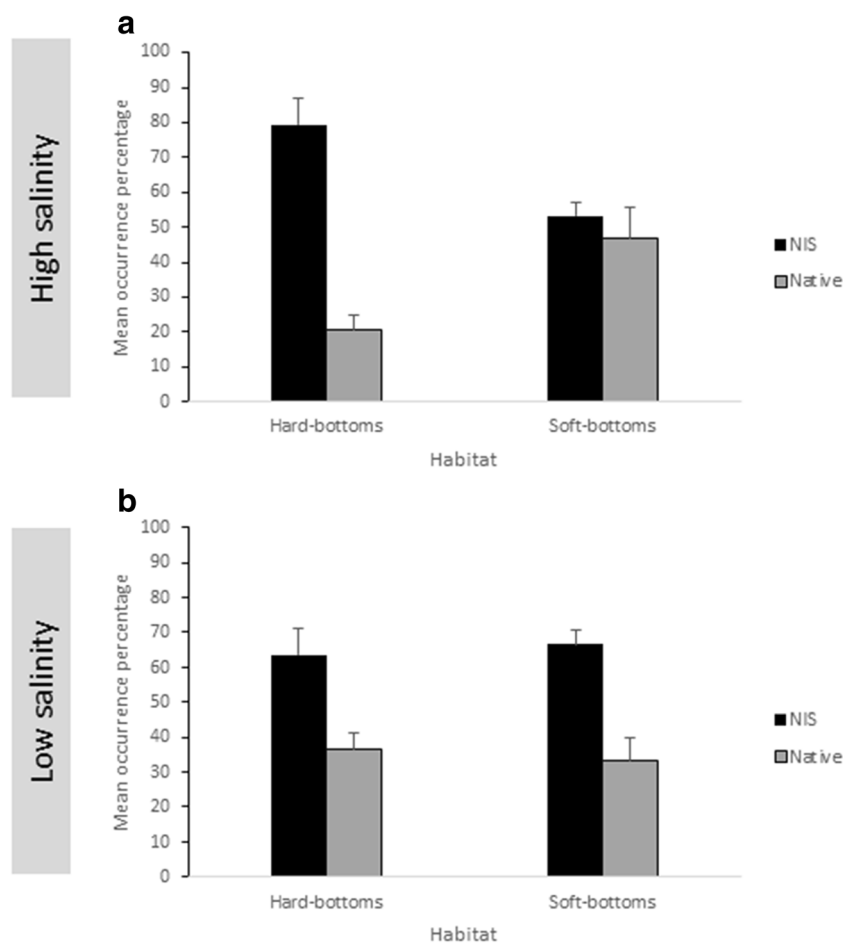 a
High salinity
Mean occurrence percentage
100
90
80
70
60
50
40
30
20
10
0
Hard-bottoms Soft-bottoms
Habitat
NIS
Native
b
Low salinity
Mean occurrence percentage
100
90
80
70
60
50
40
30
20
10
0
Hard-bottoms Soft-bottoms
Habitat
NIS
Native